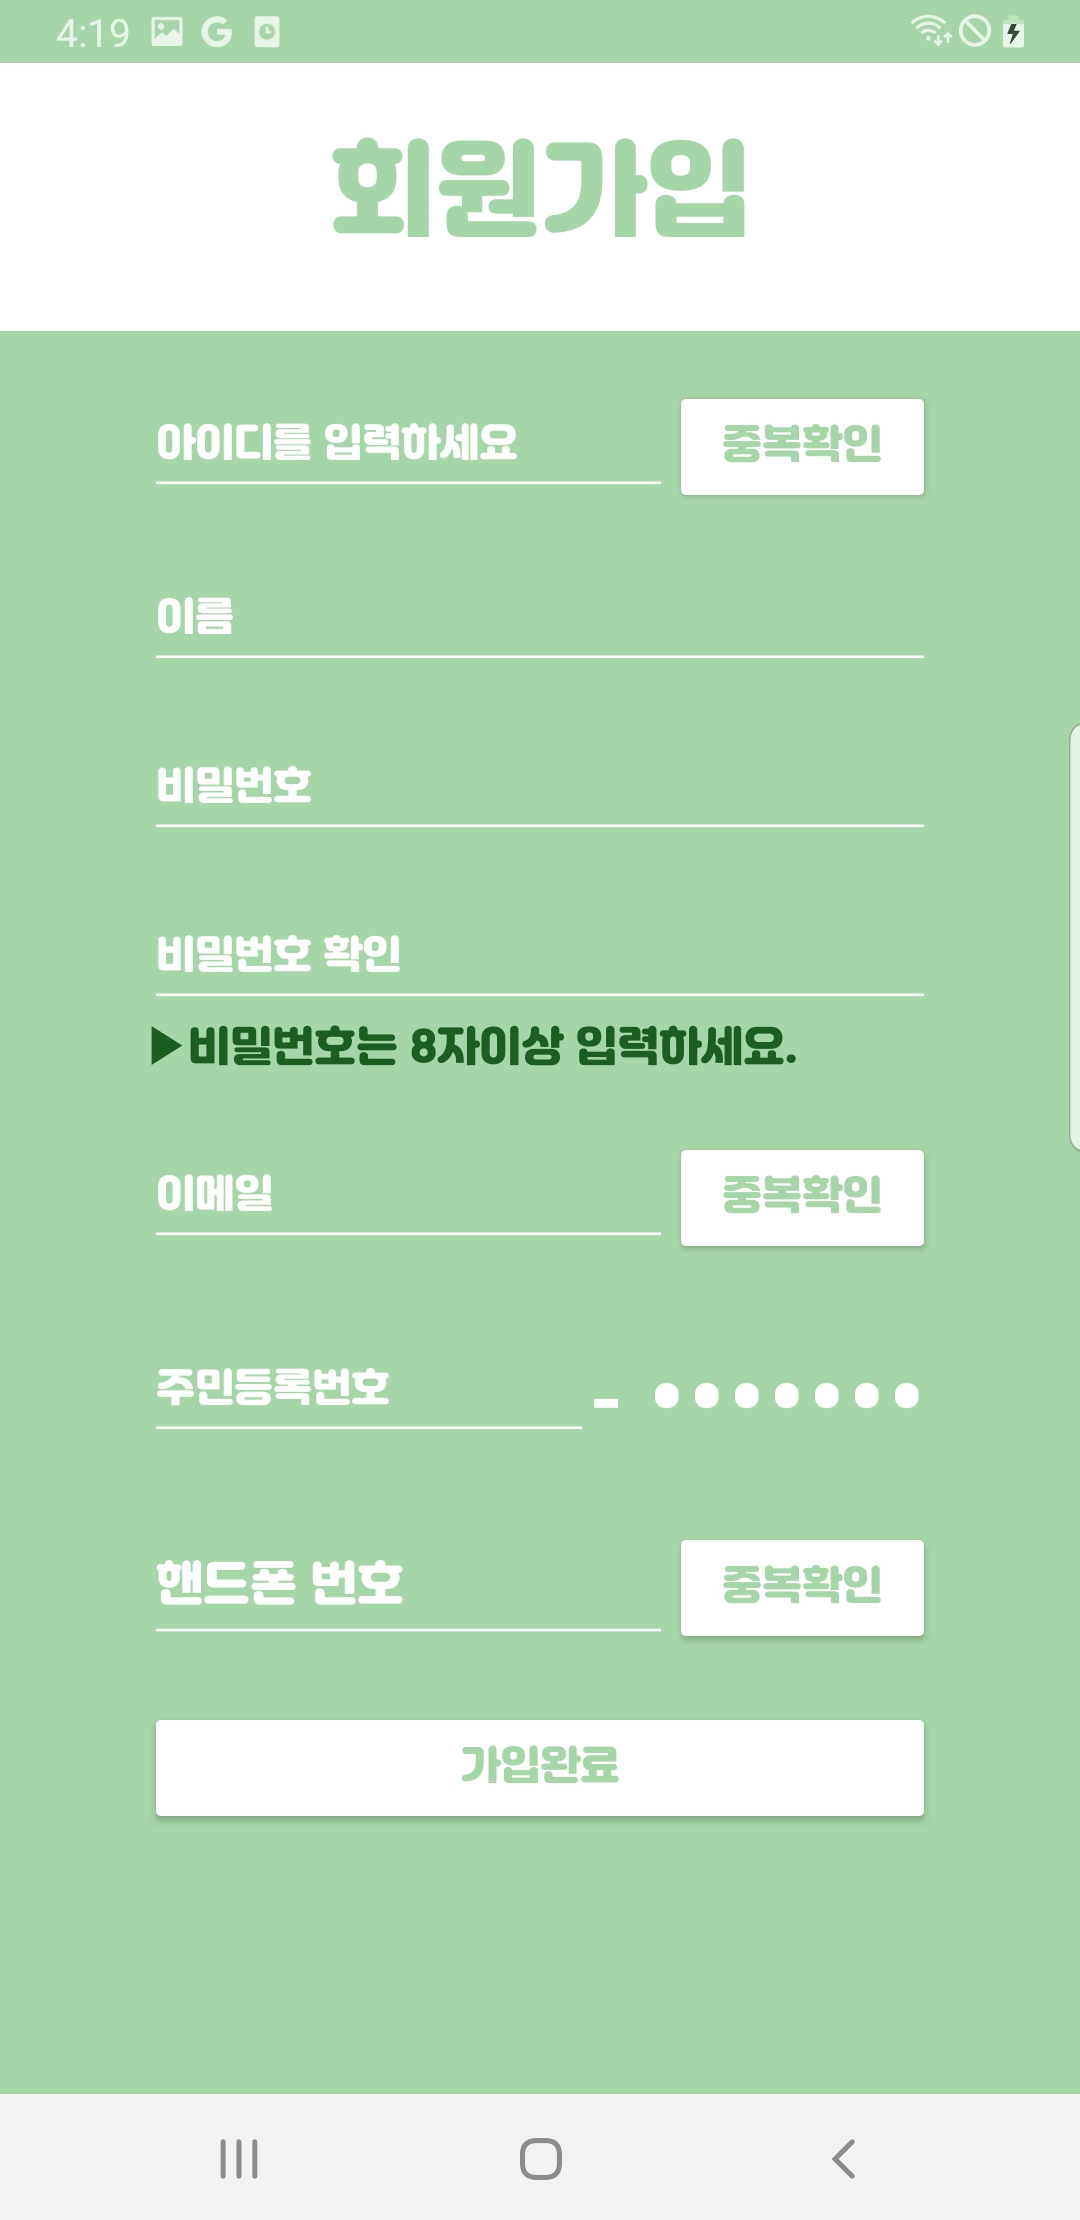 4:19
회원가입
아이디를 입력하세요 중복확인
이름
비밀번호
비밀번호 확인
▶비밀번호는 8자이상 입력하세요.
이메일 중복확인
주민등록번호 - ●●●●●●●
핸드폰 번호 중복확인
가입완료